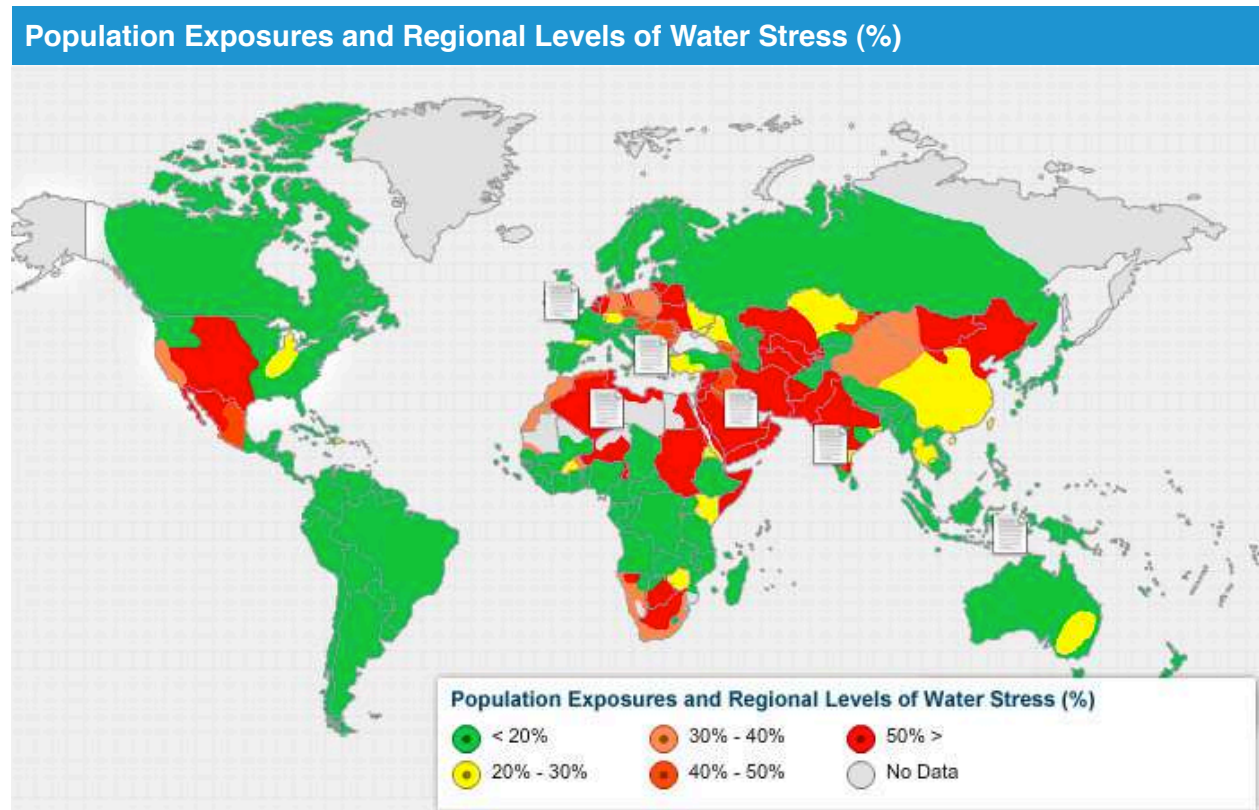 Population Exposures and Regional Levels of Water Stress (%)
Population Exposures and Regional Levels of Water Stress (%)
< 20%
30% - 40%
50% >
20% - 30%
40% - 50%
No Data